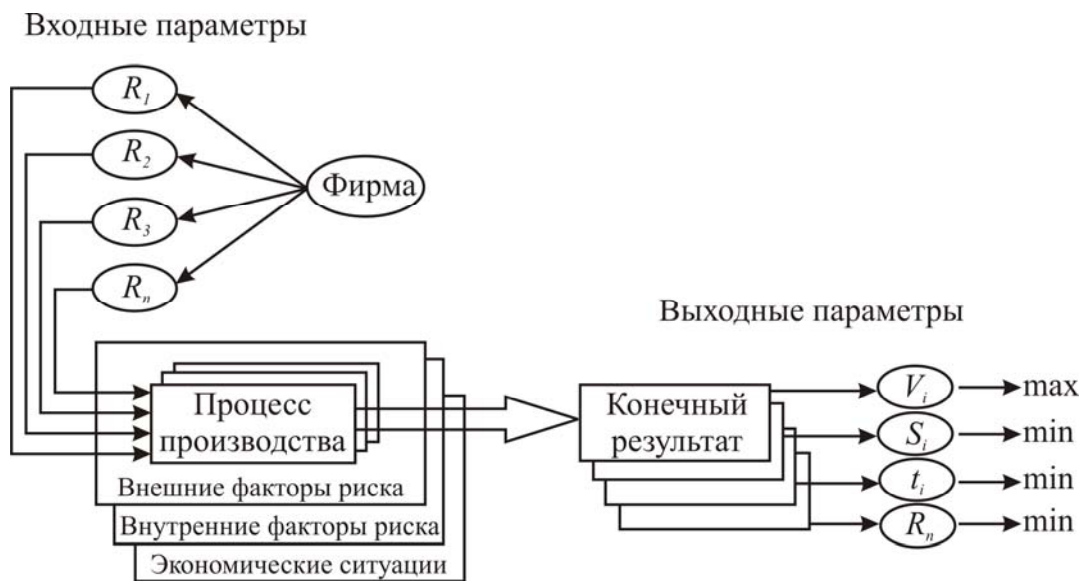 Входные параметры
R₁
R₂
Фирма
R₃
Rₙ
Выходные параметры
Процесс
производства
Внешние факторы риска
Внутренние факторы риска
Экономические ситуации
Конечный
результат
Vᵢ
max
Sᵢ
min
tᵢ
min
Rₙ
min